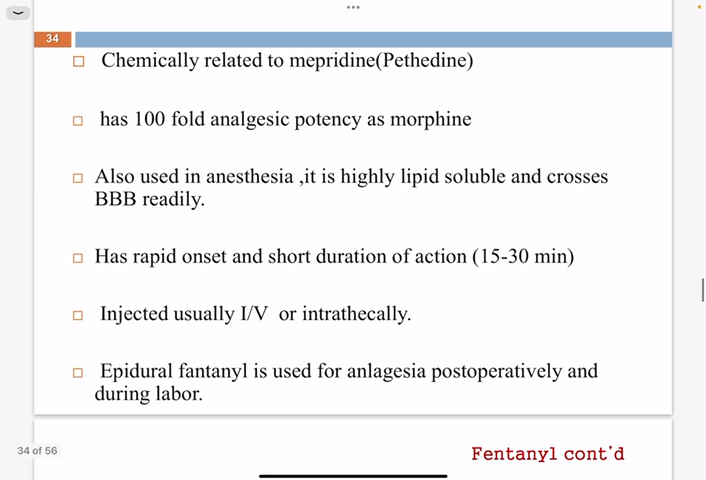 34
Chemically related to mepridine(Pethedine)
has 100 fold analgesic potency as morphine
Also used in anesthesia ,it is highly lipid soluble and crosses
BBB readily.
Has rapid onset and short duration of action (15-30 min)
Injected usually I/V or intrathecally.
Epidural fantanyl is used for anlagesia postoperatively and
during labor.
34 of 56
Fentanyl cont'd